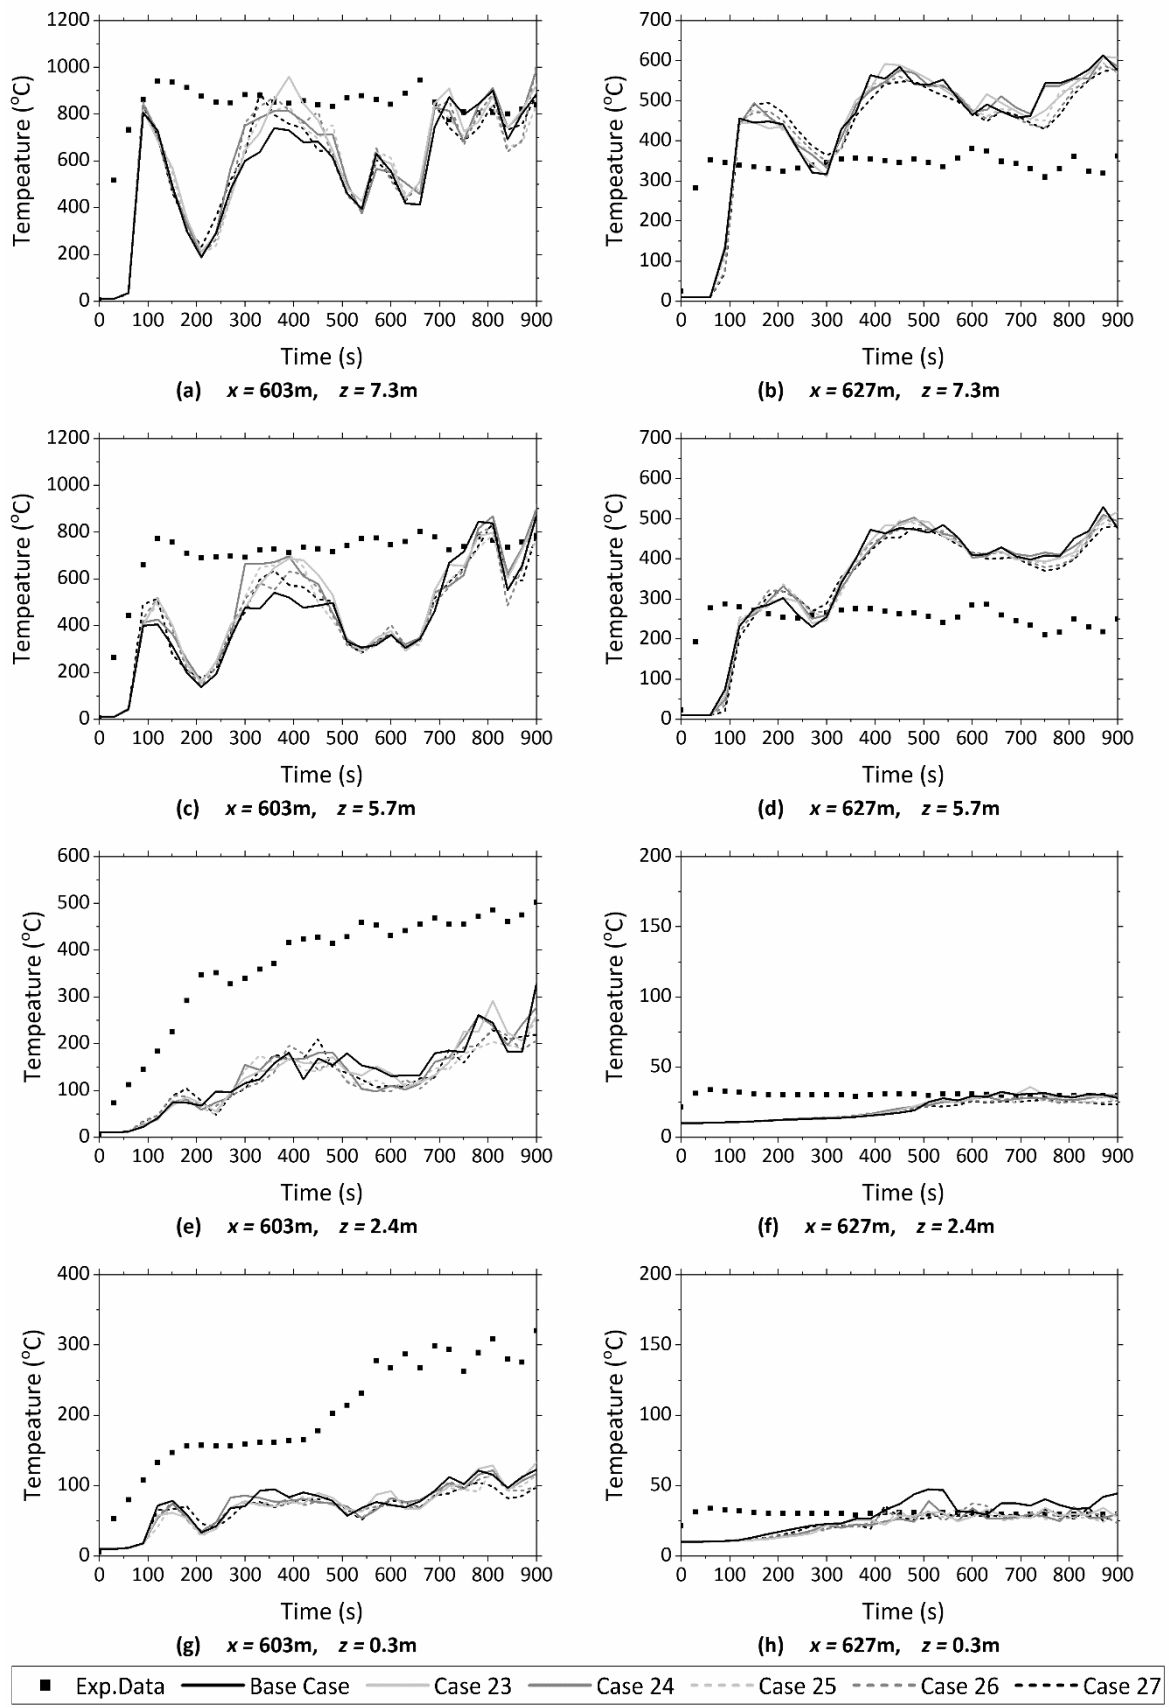 1200
1000
800
600
400
200
0
Tempeature (°C)
0 100 200 300 400 500 600 700 800 900
Time (s)
(a) x = 603m, z = 7.3m
700
600
500
400
300
200
100
0
Tempeature (°C)
0 100 200 300 400 500 600 700 800 900
Time (s)
(b) x = 627m, z = 7.3m
1200
1000
800
600
400
200
0
Tempeature (°C)
0 100 200 300 400 500 600 700 800 900
Time (s)
(c) x = 603m, z = 5.7m
700
600
500
400
300
200
100
0
Tempeature (°C)
0 100 200 300 400 500 600 700 800 900
Time (s)
(d) x = 627m, z = 5.7m
600
500
400
300
200
100
0
Tempeature (°C)
0 100 200 300 400 500 600 700 800 900
Time (s)
(e) x = 603m, z = 2.4m
200
150
100
50
0
Tempeature (°C)
0 100 200 300 400 500 600 700 800 900
Time (s)
(f) x = 627m, z = 2.4m
400
300
200
100
0
Tempeature (°C)
0 100 200 300 400 500 600 700 800 900
Time (s)
(g) x = 603m, z = 0.3m
200
150
100
50
0
Tempeature (°C)
0 100 200 300 400 500 600 700 800 900
Time (s)
(h) x = 627m, z = 0.3m
Exp.Data Base Case Case 23 Case 24 Case 25 Case 26 Case 27